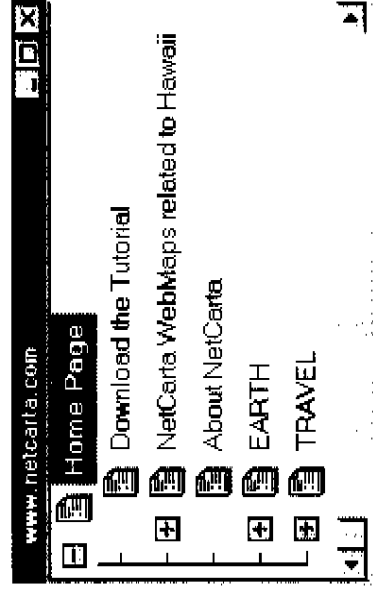 www.netcarta.com
Home Page
Download the Tutorial
NetCarta WebMaps related to Hawaii
About NetCarta
EARTH
TRAVEL